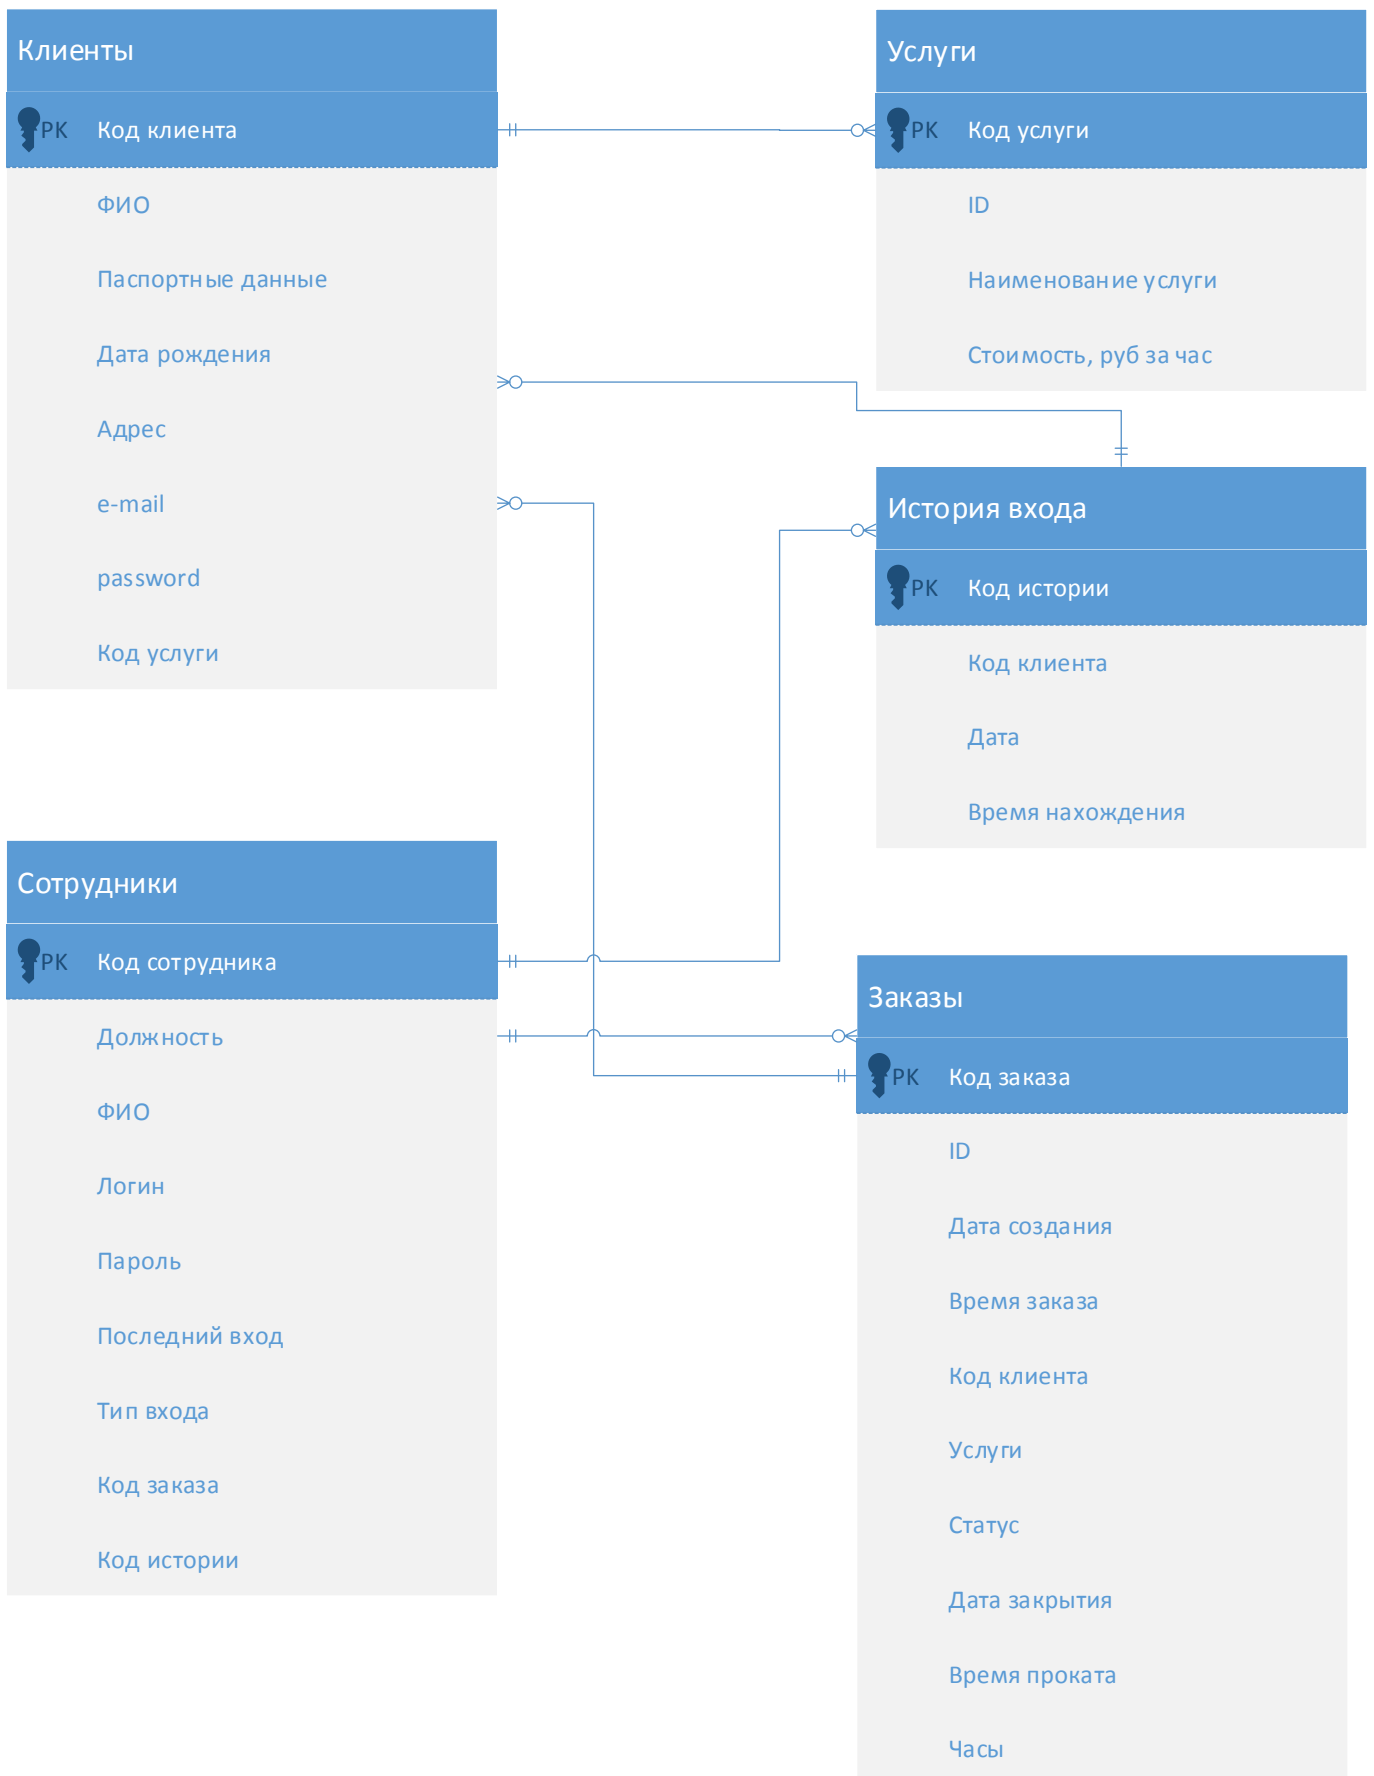 Клиенты
PK Код клиента
ФИО
Паспортные данные
Дата рождения
Адрес
e-mail
password
Код услуги
Услуги
PK Код услуги
ID
Наименование услуги
Стоимость, руб за час
История входа
PK Код истории
Код клиента
Дата
Время нахождения
Сотрудники
PK Код сотрудника
Должность
ФИО
Логин
Пароль
Последний вход
Тип входа
Код заказа
Код истории
Заказы
PK Код заказа
ID
Дата создания
Время заказа
Код клиента
Услуги
Статус
Дата закрытия
Время проката
Часы